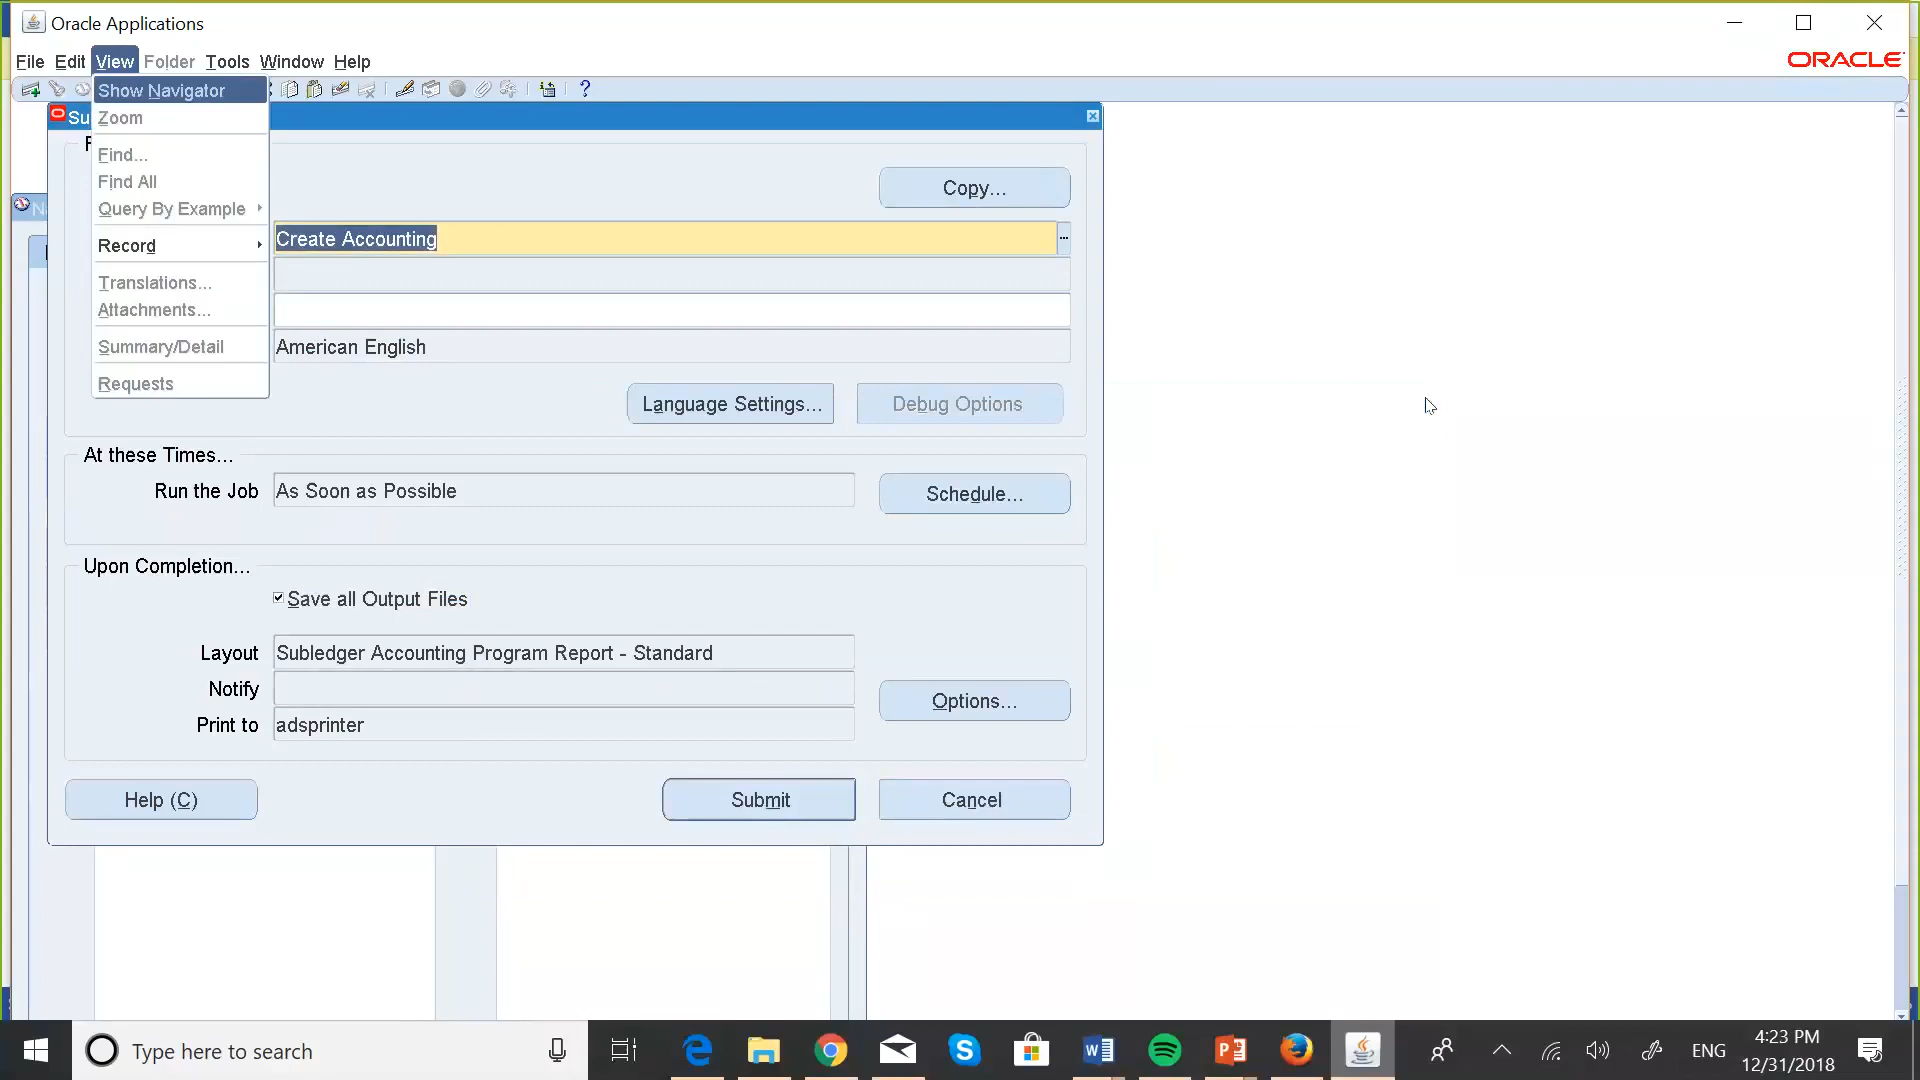 Oracle Applications
File Edit View Folder Tools Window Help
ORACLE
Show Navigator
Zoom
Find...
Find All
Query By Example
Record
Translations...
Attachments...
Summary/Detail
Requests
Su
Copy...
Create Accounting
American English
Language Settings...
Debug Options
At these Times...
Run the Job
As Soon as Possible
Schedule...
Upon Completion...
Save all Output Files
Layout
Subledger Accounting Program Report - Standard
Notify
Options...
Print to
adsprinter
Help (C)
Submit
Cancel
Type here to search
ENG
4:23 PM
12/31/2018